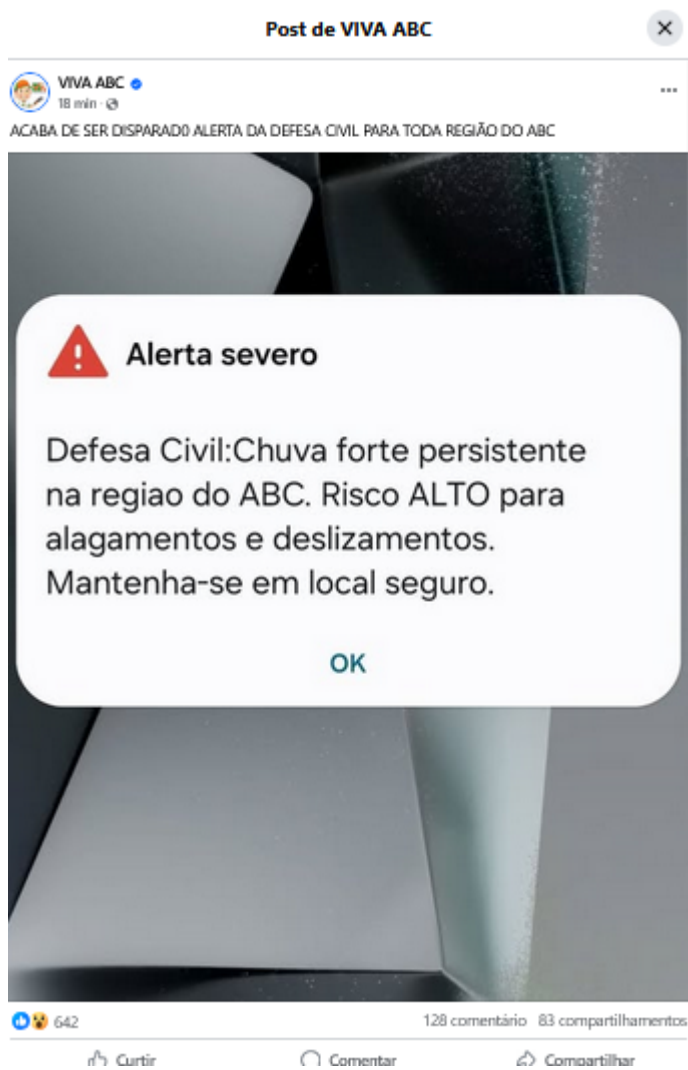 Post de VIVA ABC
VIVA ABC
18 min ·
ACABA DE SER DISPARAD0 ALERTA DA DEFESA CIVIL PARA TODA REGIÃO DO ABC
Alerta severo
Defesa Civil:Chuva forte persistente
na regiao do ABC. Risco ALTO para
alagamentos e deslizamentos.
Mantenha-se em local seguro.
OK
642 128 comentário 83 compartilhamentos
Curtir Comentar Compartilhar